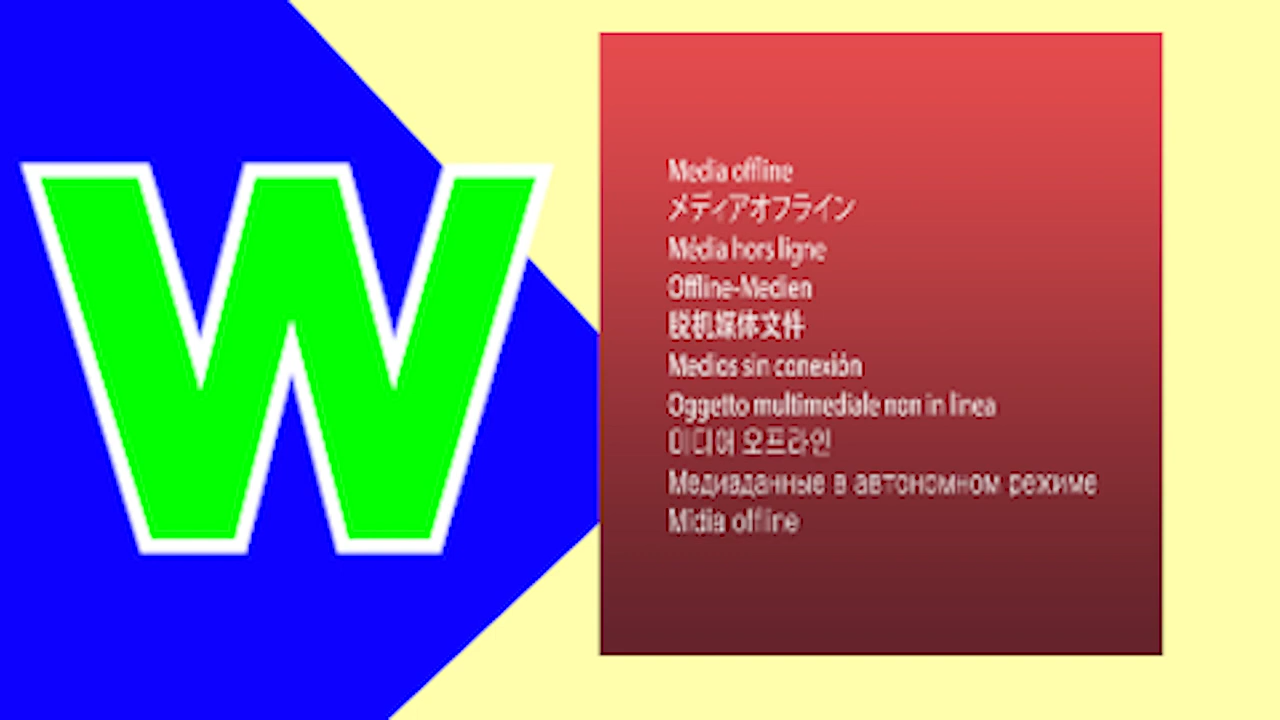 W
Media offline
メディアオフライン
Média hors ligne
Offline-Medien
脱机媒体文件
Medios sin conexión
Oggetto multimediale non in linea
미디어 오프라인
Медиаданные в автономном режиме
Mídia offline